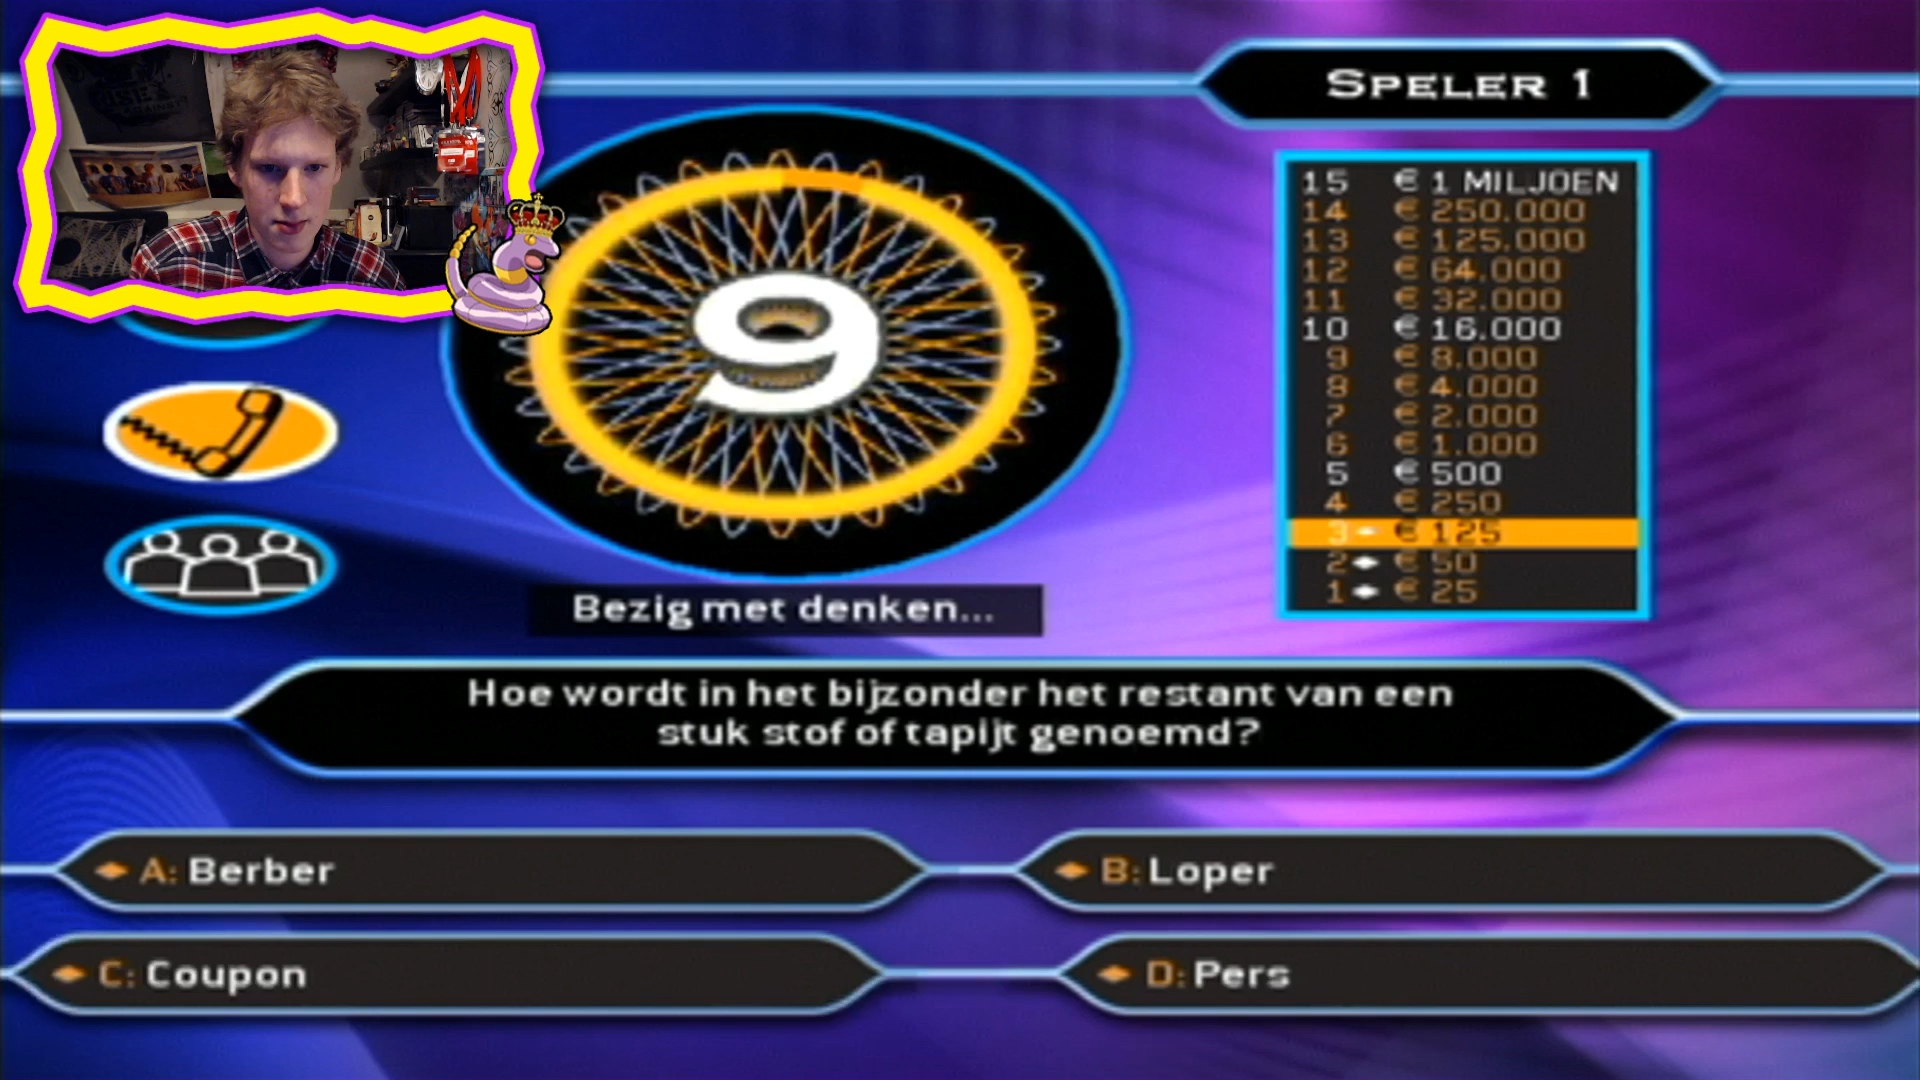 SPELER 1
15 € 1 MILJOEN
14 € 250.000
13 € 125.000
12 € 64.000
11 € 32.000
10 € 16.000
9 € 8.000
8 € 4.000
7 € 2.000
6 € 1.000
5 € 500
4 € 250
3 € 125
2 € 50
1 € 25
9
Bezig met denken...
Hoe wordt in het bijzonder het restant van een
stuk stof of tapijt genoemd?
A: Berber
B: Loper
C: Coupon
D: Pers